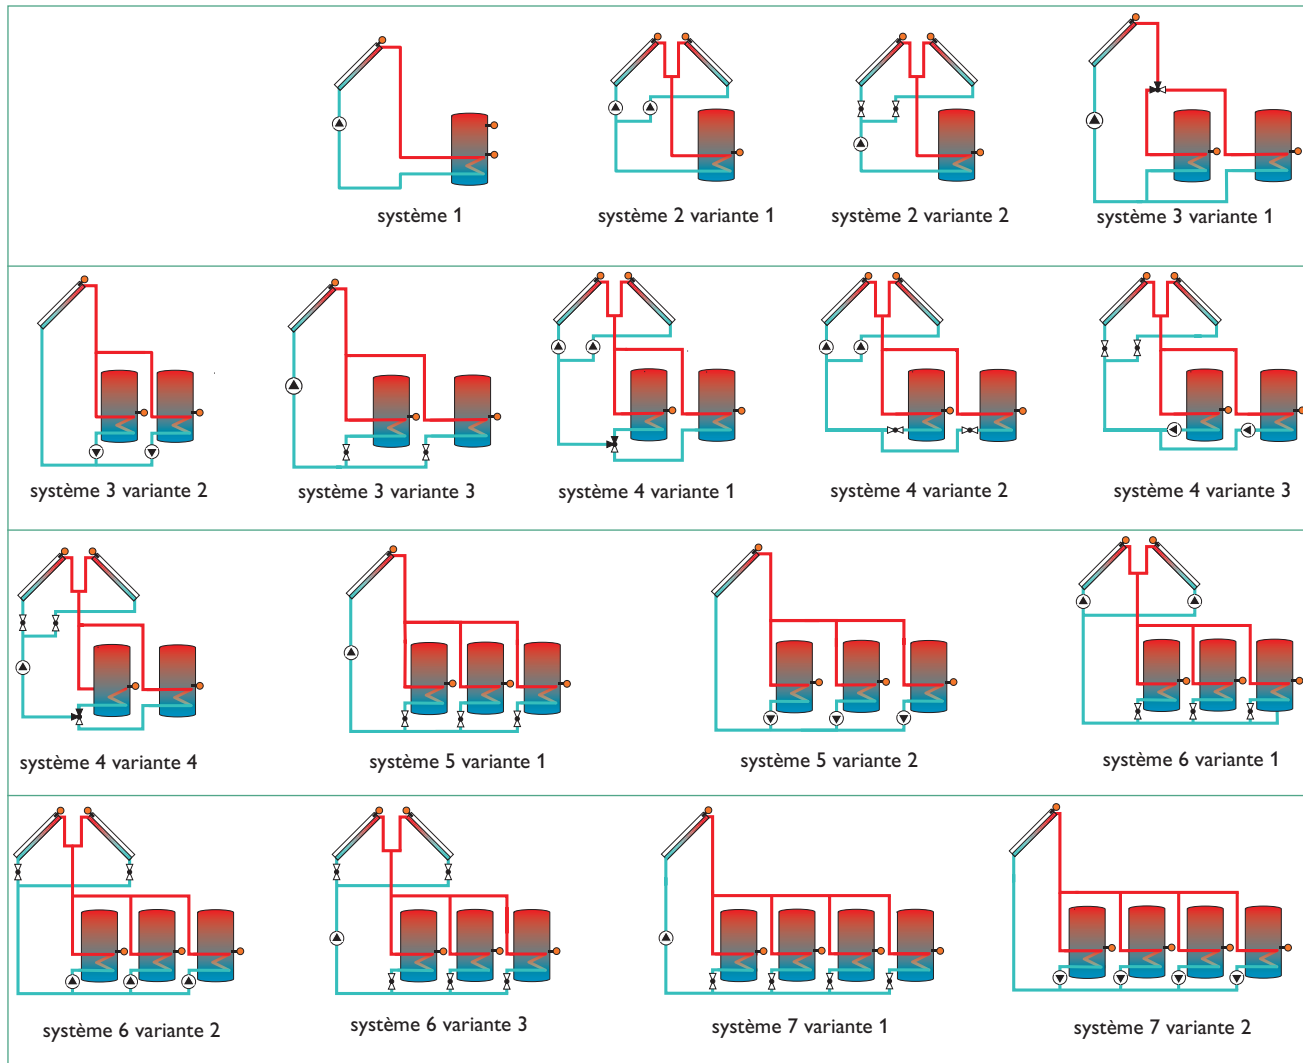 système 1
système 2 variante 1
système 2 variante 2
système 3 variante 1
système 3 variante 2
système 3 variante 3
système 4 variante 1
système 4 variante 2
système 4 variante 3
système 4 variante 4
système 5 variante 1
système 5 variante 2
système 6 variante 1
système 6 variante 2
système 6 variante 3
système 7 variante 1
système 7 variante 2